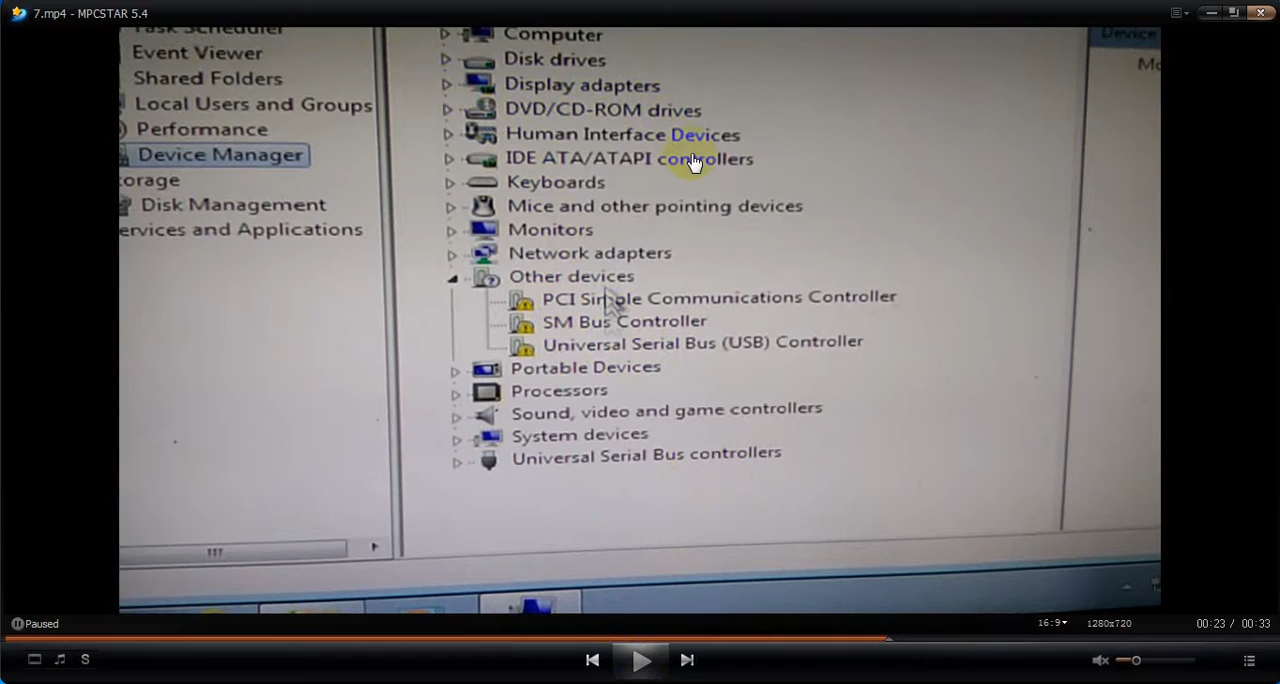 7.mp4 - MPCSTAR 5.4
Task Scheduler
Event Viewer
Shared Folders
Local Users and Groups
Performance
Device Manager
orage
Disk Management
ervices and Applications
Computer
Disk drives
Display adapters
DVD/CD-ROM drives
Human Interface Devices
IDE ATA/ATAPI controllers
Keyboards
Mice and other pointing devices
Monitors
Network adapters
Other devices
PCI Simple Communications Controller
SM Bus Controller
Universal Serial Bus (USB) Controller
Portable Devices
Processors
Sound, video and game controllers
System devices
Universal Serial Bus controllers
Device
Mo
Paused
16:9
1280x720
00:23 / 00:33
S